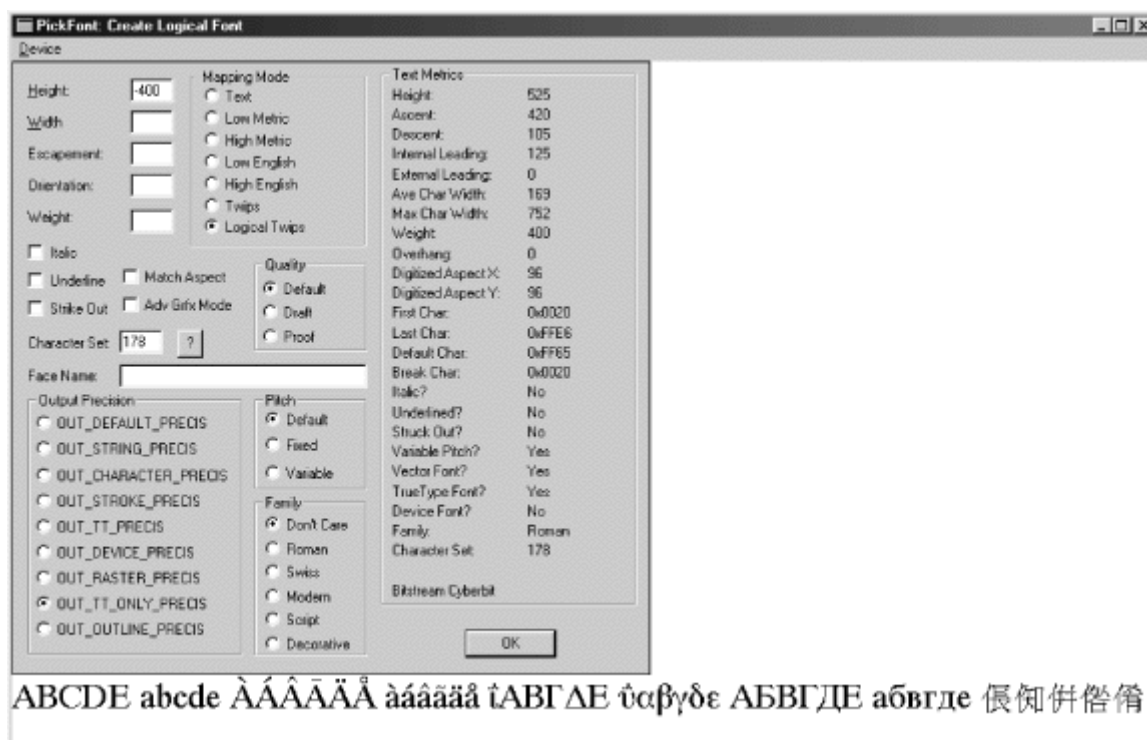 PickFont: Create Logical Font
Device
Height: -400
Width:
Escapement:
Orientation:
Weight:
Italic
Underline
Strike Out
Match Aspect
Adv Grfx Mode
Character Set: 178 ?
Face Name:
Mapping Mode
Text
Low Metric
High Metric
Low English
High English
Twips
Logical Twips
Quality
Default
Draft
Proof
Output Precision
OUT_DEFAULT_PRECIS
OUT_STRING_PRECIS
OUT_CHARACTER_PRECIS
OUT_STROKE_PRECIS
OUT_TT_PRECIS
OUT_DEVICE_PRECIS
OUT_RASTER_PRECIS
OUT_TT_ONLY_PRECIS
OUT_OUTLINE_PRECIS
Pitch
Default
Fixed
Variable
Family
Don't Care
Roman
Swiss
Modern
Script
Decorative
Text Metrics
Height: 525
Ascent: 420
Descent: 105
Internal Leading: 125
External Leading: 0
Ave Char Width: 169
Max Char Width: 752
Weight: 400
Overhang: 0
Digitized Aspect X: 96
Digitized Aspect Y: 96
First Char: 0x0020
Last Char: 0xFFE6
Default Char: 0xFF65
Break Char: 0x0020
Italic? No
Underlined? No
Struck Out? No
Variable Pitch? Yes
Vector Font? Yes
TrueType Font? Yes
Device Font? No
Family: Roman
Character Set: 178
Bitstream Cyberbit
OK
ABCDE abcde ÀÁÂÃÄÅ àáâãäå ΐΑΒΓΔΕ ΰαβγδε АБВГДЕ абвгде